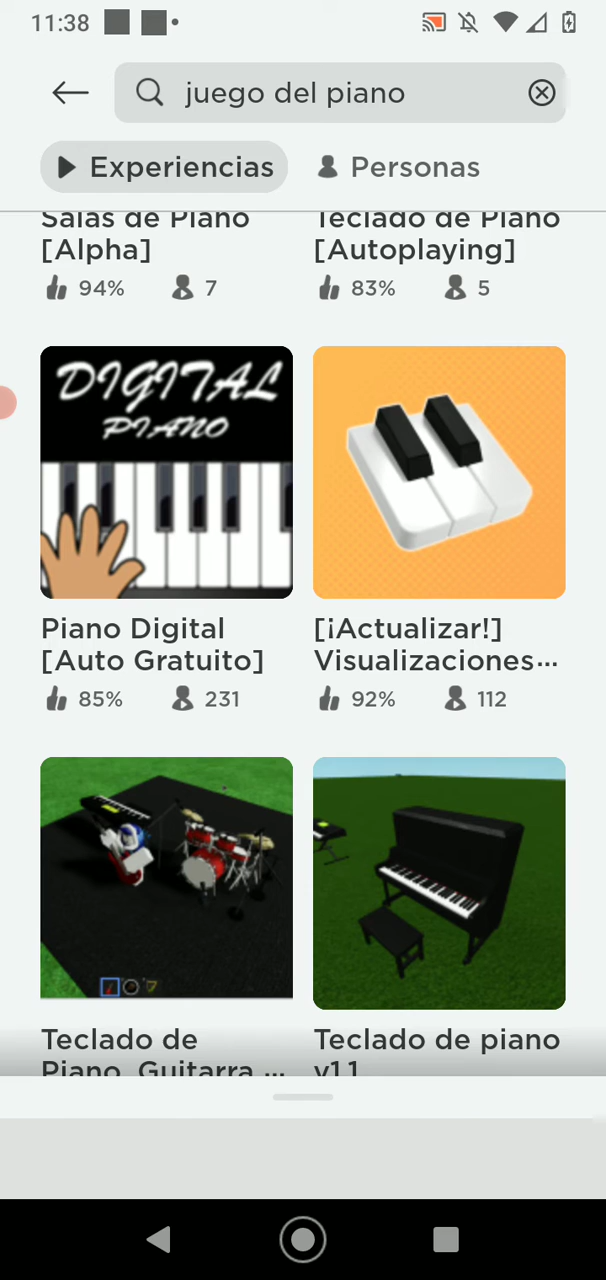 11:38
juego del piano
Experiencias
Personas
Salas de Piano
[Alpha]
94% 7
Teclado de Piano
[Autoplaying]
83% 5
DIGITAL
PIANO
Piano Digital
[Auto Gratuito]
85% 231
[¡Actualizar!]
Visualizaciones...
92% 112
Teclado de
Piano, Guitarra ...
Teclado de piano
v1.1